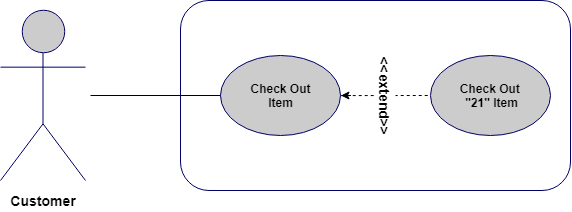 Check Out
Item
<<extend>>
Check Out
"21" Item
Customer